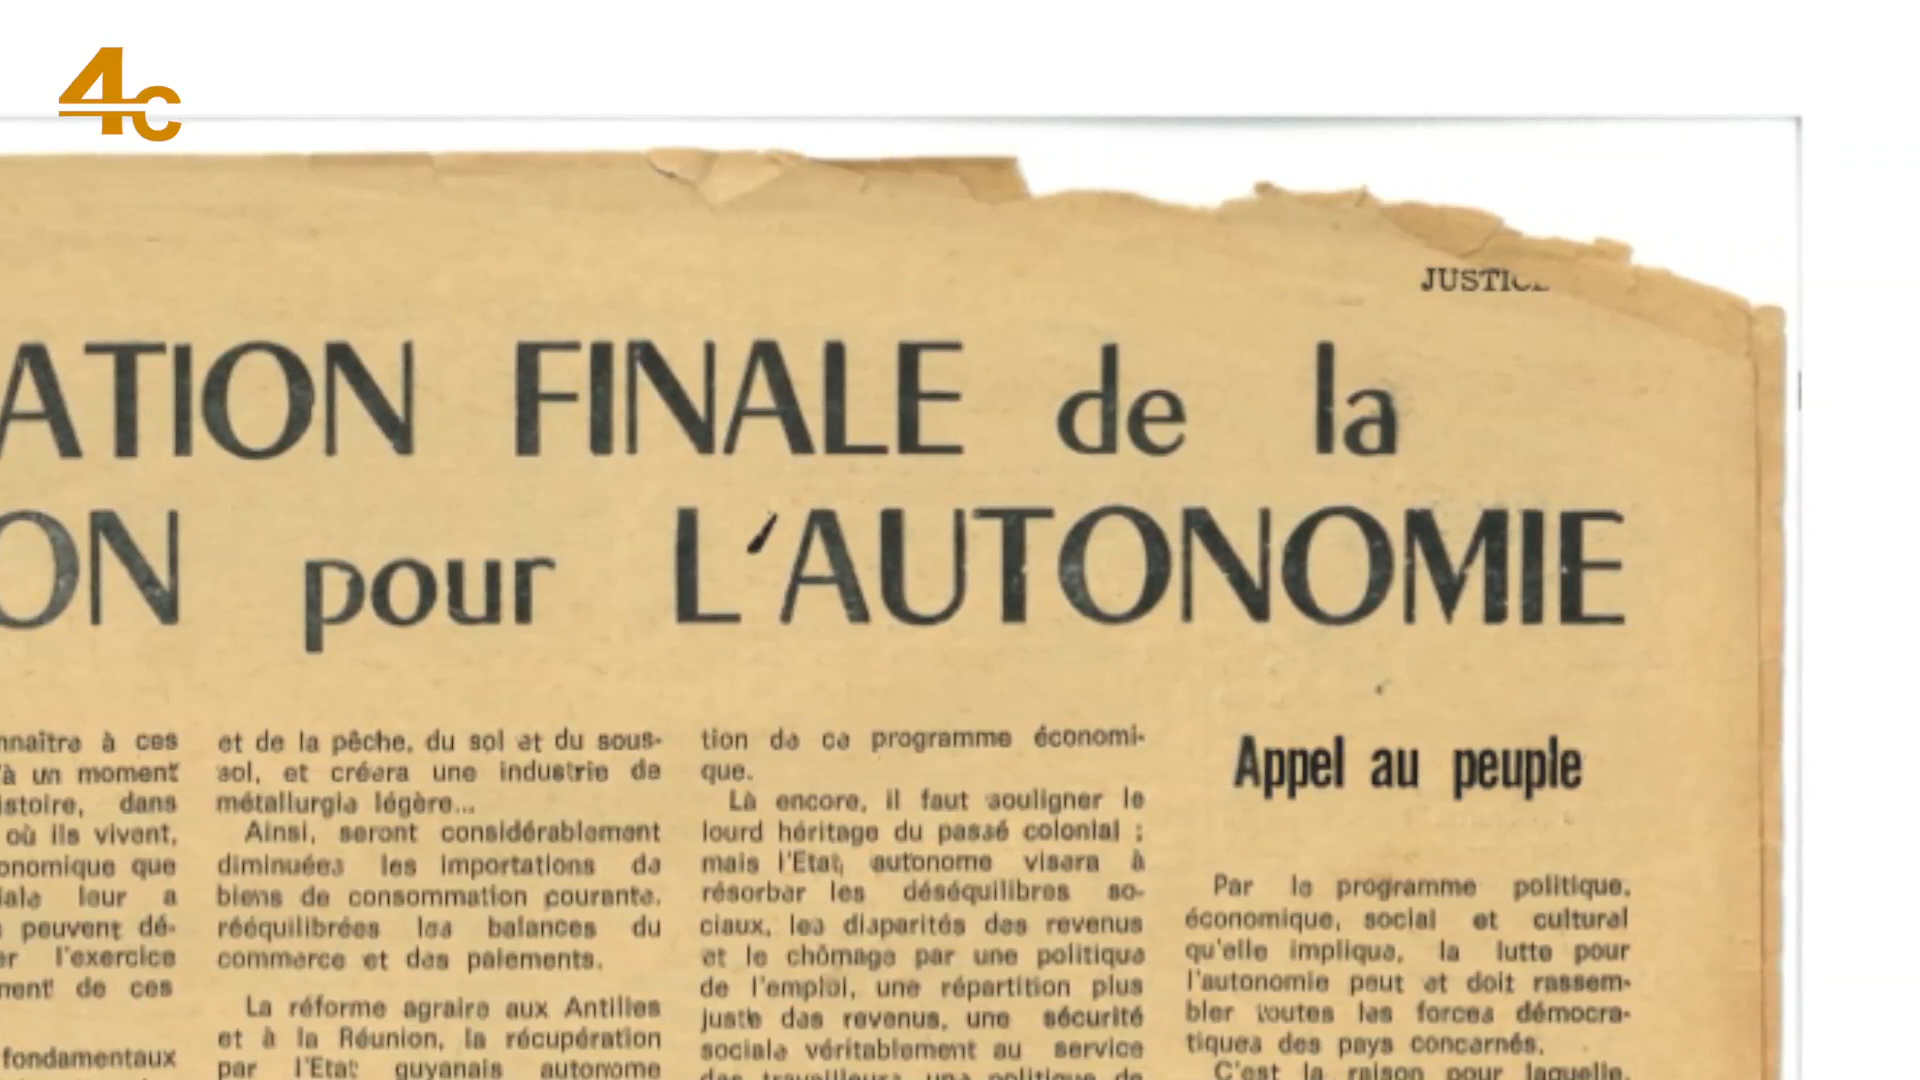 4c
JUSTIC
ATION FINALE de la
ON pour L'AUTONOMIE
nnaître à ces
'à un moment
istoire, dans
où ils vivent,
onomique que
iale leur a
peuvent dé-
er l'exercice
ment de ces
fondamentaux
et de la pêche, du sol et du sous-
sol, et créera une industrie de
métallurgie légère...
Ainsi, seront considérablement
diminuées les importations de
biens de consommation courante,
rééquilibrées les balances du
commerce et des paiements.
La réforme agraire aux Antilles
et à la Réunion, la récupération
par l'Etat guyanais autonome
tion de ce programme économi-
que.
Là encore, il faut souligner le
lourd héritage du passé colonial ;
mais l'Etat autonome visera à
résorber les déséquilibres so-
ciaux, les disparités des revenus
et le chômage par une politique
de l'emploi, une répartition plus
juste des revenus, une sécurité
sociale véritablement au service
des travailleurs, une politique de
Appel au peuple
Par le programme politique,
économique, social et cultural
qu'elle implique, la lutte pour
l'autonomie peut et doit rassem-
bler toutes les forces démocra-
tiques des pays concernés.
C'est la raison pour laquelle,